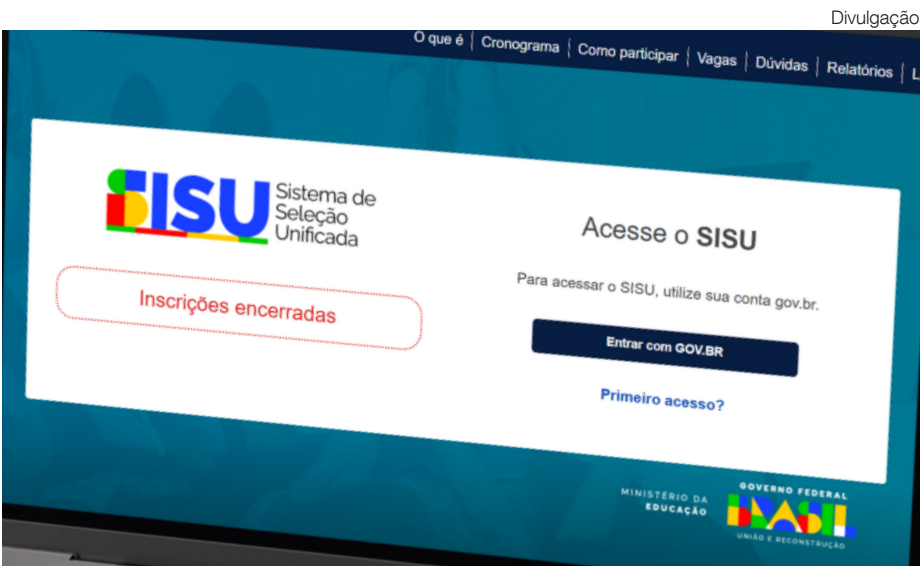 Divulgação
O que é | Cronograma | Como participar | Vagas | Dúvidas | Relatórios | L
SISU
Sistema de
Seleção
Unificada
Inscrições encerradas
Acesse o SISU
Para acessar o SISU, utilize sua conta gov.br.
Entrar com GOV.BR
Primeiro acesso?
MINISTÉRIO DA
EDUCAÇÃO
GOVERNO FEDERAL
BRASIL
UNIÃO E RECONSTRUÇÃO